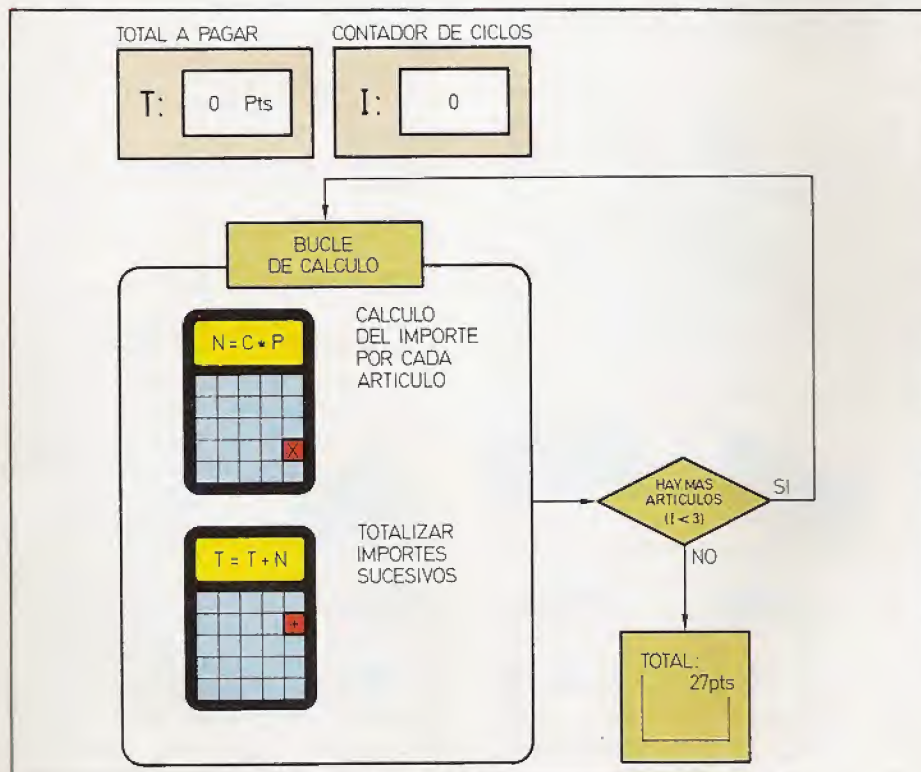 TOTAL A PAGAR
CONTADOR DE CICLOS
T: 0 Pts
I: 0
BUCLE
DE CALCULO
N = C * P
CALCULO
DEL IMPORTE
POR CADA
ARTICULO
X
T = T + N
TOTALIZAR
IMPORTES
SUCESIVOS
+
HAY MAS
ARTICULOS
(I < 3)
SI
NO
TOTAL:
27pts